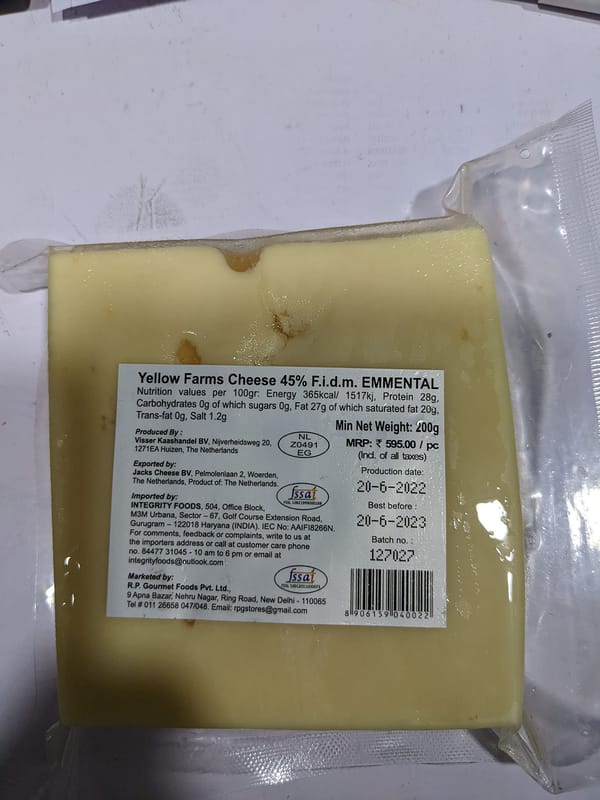 Yellow Farms Cheese 45% F.i.d.m. EMMENTAL
Nutrition values per 100gr: Energy 365kcal/ 1517kj, Protein 28g,
Carbohydrates 0g of which sugars 0g, Fat 27g of which saturated fat 20g,
Trans-fat 0g, Salt 1.2g
Min Net Weight: 200g
Produced By :
Visser Kaashandel BV, Nijverheidsweg 20,
1271EA Huizen, The Netherlands
NL
Z0491
EG
MRP: ₹ 595.00 / pc
(Incl. of all taxes)
Exported by:
Jacks Cheese BV, Pelmolenlaan 2, Woerden,
The Netherlands, Product of: The Netherlands.
Production date:
20-6-2022
Imported by:
INTEGRITY FOODS, 504, Office Block,
M3M Urbana, Sector – 67, Golf Course Extension Road,
Gurugram – 122018 Haryana (INDIA). IEC No: AAIFI8266N.
For comments, feedback or complaints, write to us at
the importers address or call at customer care phone
no. 84477 31045 - 10 am to 6 pm or email at
integrityfoods@outlook.com
fssai
Best before :
20-6-2023
Batch no. :
127027
Marketed by:
R.P. Gourmet Foods Pvt. Ltd.,
9 Apna Bazar, Nehru Nagar, Ring Road, New Delhi - 110065
Tel # 011 26658 047/048. Email: rpgstores@gmail.com
fssai
8 906159 040022